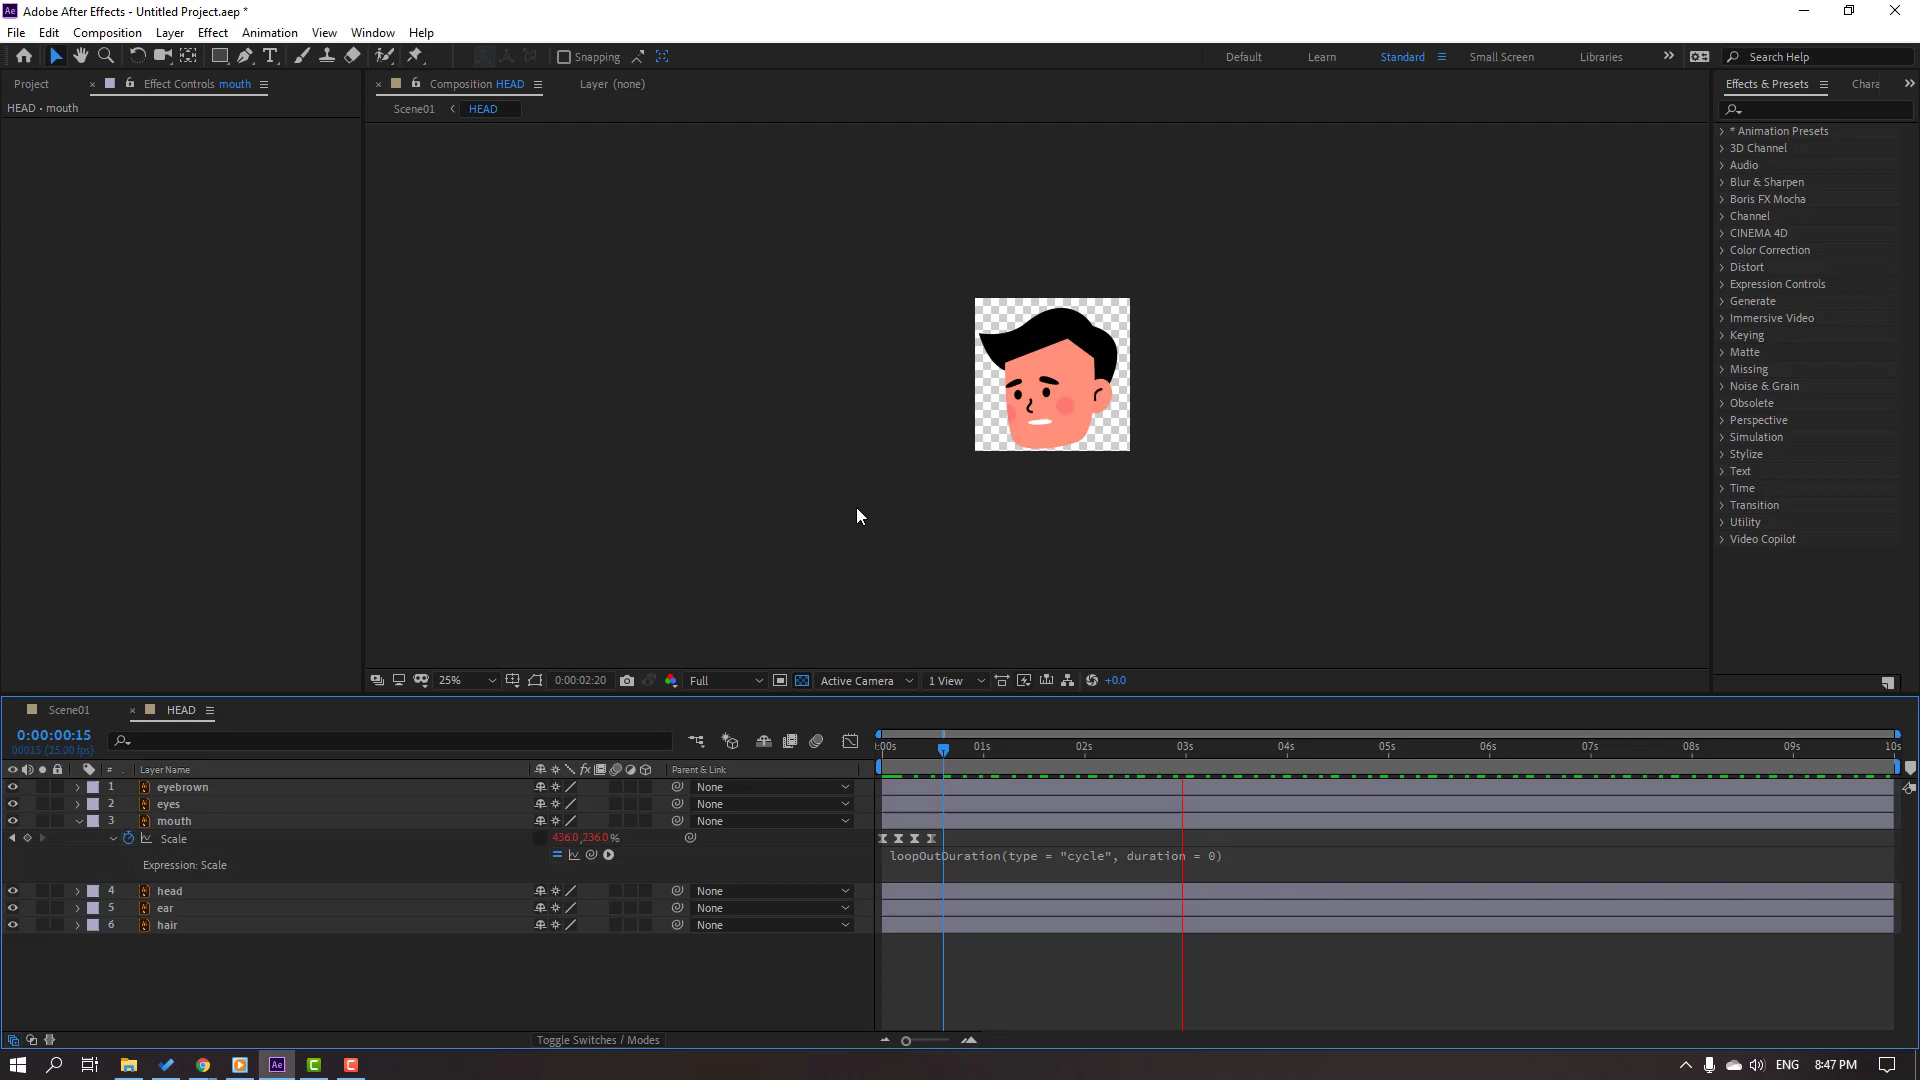 Adobe After Effects - Untitled Project.aep *
File Edit Composition Layer Effect Animation View Window Help
Snapping
Default Learn Standard Small Screen Libraries Search Help
Project Effect Controls mouth
Composition HEAD
Layer (none)
Effects & Presets
Chara
HEAD • mouth
Scene01 HEAD
* Animation Presets
3D Channel
Audio
Blur & Sharpen
Boris FX Mocha
Channel
CINEMA 4D
Color Correction
Distort
Expression Controls
Generate
Immersive Video
Keying
Matte
Missing
Noise & Grain
Obsolete
Perspective
Simulation
Stylize
Text
Time
Transition
Utility
Video Copilot
25% 0:00:02:20 Full Active Camera 1 View +0.0
Scene01 HEAD
0:00:00:15
00015 (25.00 fps)
:00s 01s 02s 03s 04s 05s 06s 07s 08s 09s 10s
# . Layer Name fx Parent & Link
1 eyebrown None
2 eyes None
3 mouth None
Scale 436.0,236.0%
Expression: Scale
loopOutDuration(type = "cycle", duration = 0)
4 head None
5 ear None
6 hair None
Toggle Switches / Modes
Ae ENG 8:47 PM